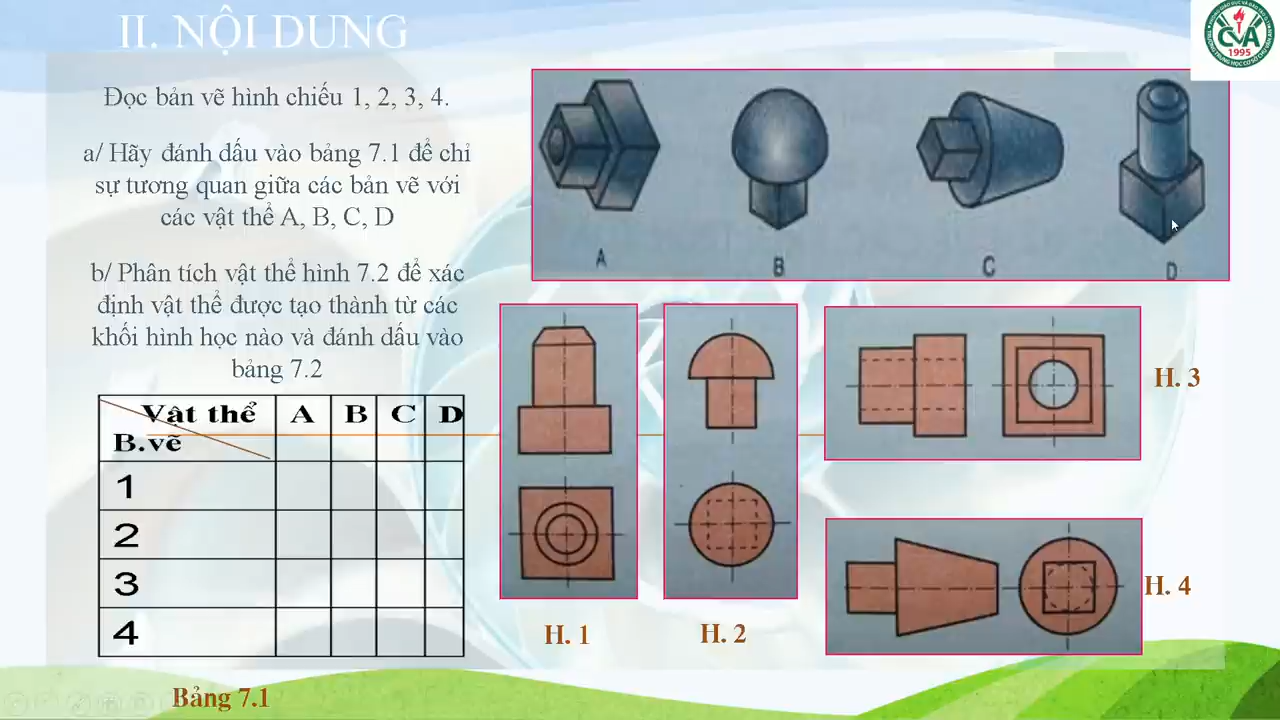 II. NỘI DUNG
Đọc bản vẽ hình chiếu 1, 2, 3, 4.
a/ Hãy đánh dấu vào bảng 7.1 để chỉ
sự tương quan giữa các bản vẽ với
các vật thể A, B, C, D
b/ Phân tích vật thể hình 7.2 để xác
định vật thể được tạo thành từ các
khối hình học nào và đánh dấu vào
bảng 7.2
Vật thể A B C D
B.vẽ
1
2
3
4
Bảng 7.1
A B C D
H. 1
H. 2
H. 3
H. 4
CVA
1995